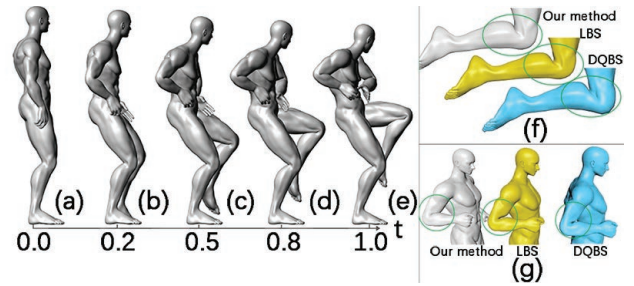 (a) (b) (c) (d) (e)
0.0 0.2 0.5 0.8 1.0 t
Our method
LBS
DQBS
(f)
Our method LBS DQBS
(g)